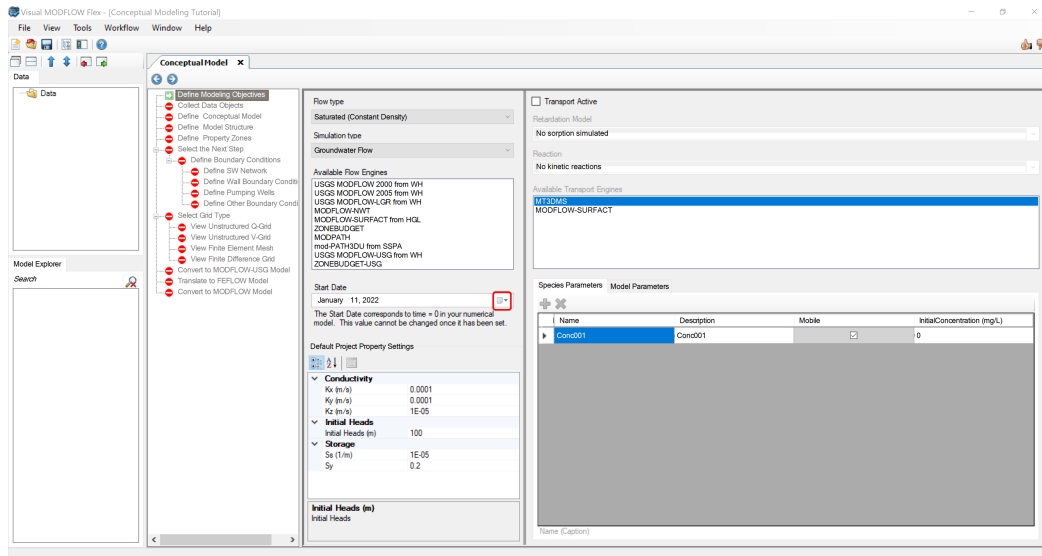 Visual MODFLOW Flex - (Conceptual Modeling Tutorial)
File View Tools Workflow Window Help
Conceptual Model
Data
Data
Define Modeling Objectives
Collect Data Objects
Define Conceptual Model
Define Model Structure
Define Property Zones
Select the Next Step
Define Boundary Conditions
Define SW Network
Define Wall Boundary Conditi
Define Pumping Wells
Define Other Boundary Condi
Select Grid Type
View Unstructured Q-Grid
View Unstructured V-Grid
View Finite Element Mesh
View Finite Difference Grid
Convert to MODFLOW-USG Model
Translate to FEFLOW Model
Convert to MODFLOW Model
Model Explorer
Search
Flow type
Saturated (Constant Density)
Simulation type
Groundwater Flow
Available Flow Engines
USGS MODFLOW 2000 from WH
USGS MODFLOW 2005 from WH
USGS MODFLOW-LGR from WH
MODFLOW-NWT
MODFLOW-SURFACT from HGL
ZONEBUDGET
MODPATH
mod-PATH3DU from SSPA
USGS MODFLOW-USG from WH
ZONEBUDGET-USG
Start Date
January 11, 2022
The Start Date corresponds to time = 0 in your numerical
model. This value cannot be changed once it has been set.
Default Project Property Settings
Conductivity
Kx (m/s) 0.0001
Ky (m/s) 0.0001
Kz (m/s) 1E-05
Initial Heads
Initial Heads (m) 100
Storage
Ss (1/m) 1E-05
Sy 0.2
Initial Heads (m)
Initial Heads
Transport Active
Retardation Model
No sorption simulated
Reaction
No kinetic reactions
Available Transport Engines
MT3DMS
MODFLOW-SURFACT
Species Parameters Model Parameters
Name Description Mobile InitialConcentration (mg/L)
Conc001 Conc001 0
Name (Caption)